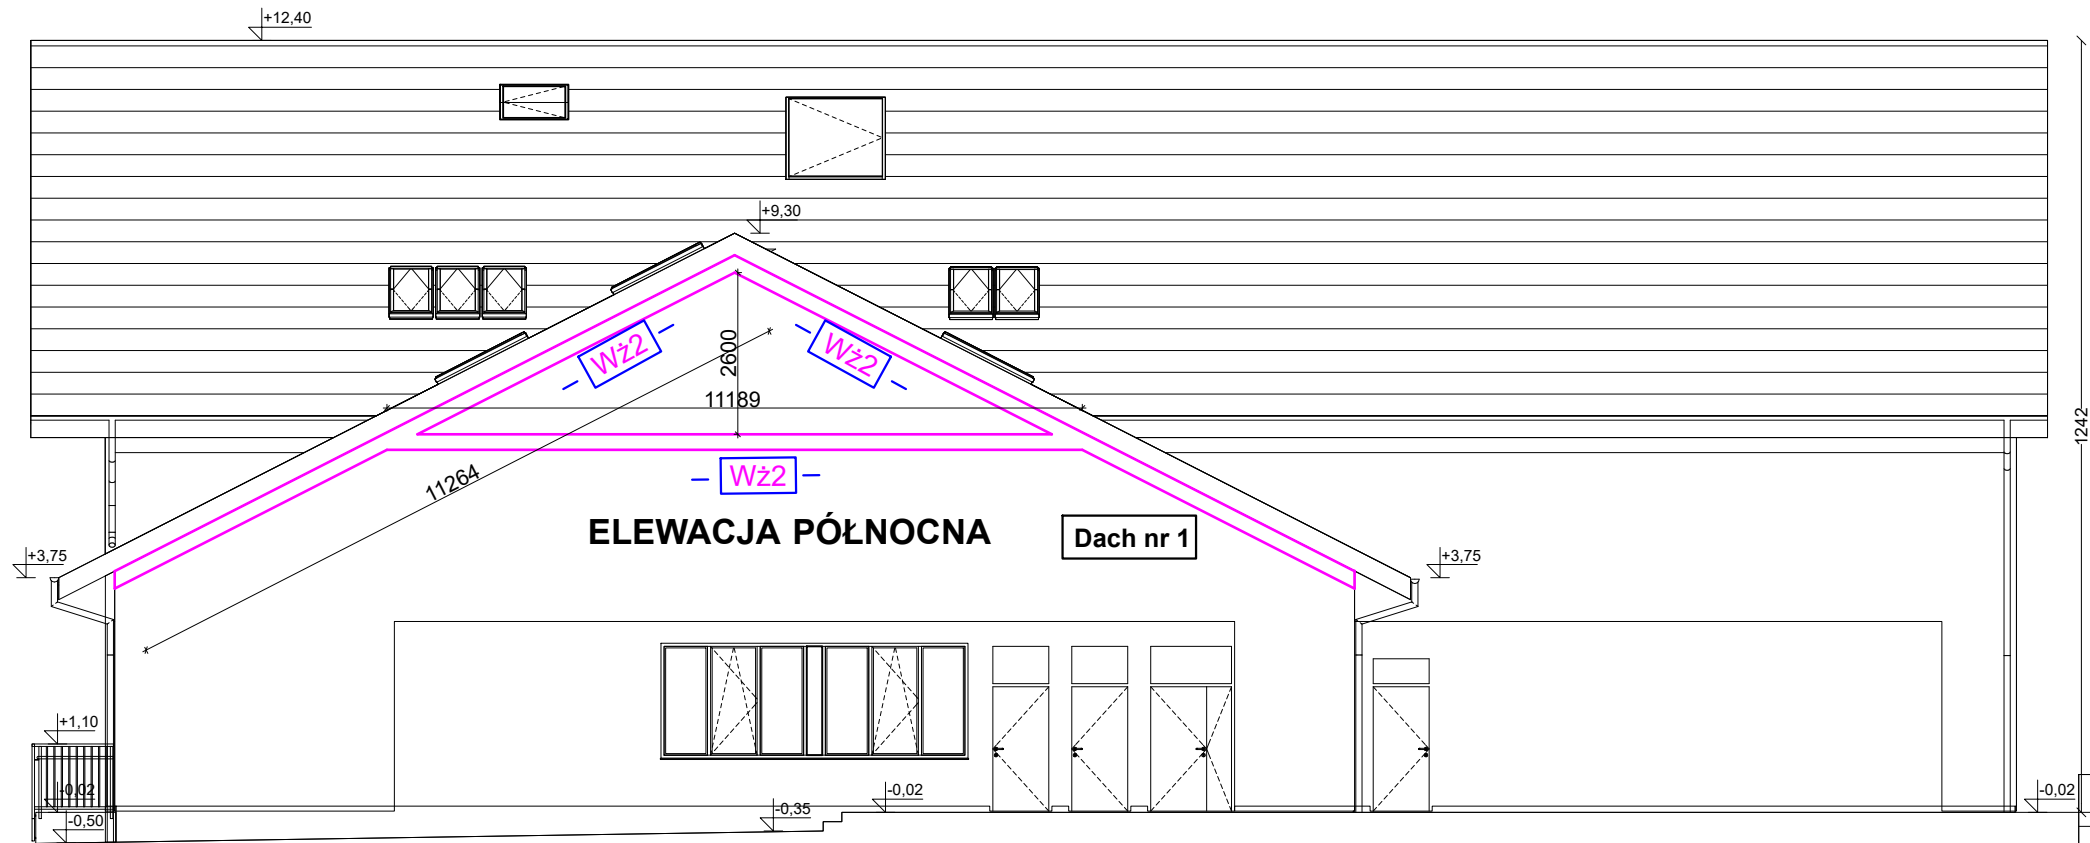 +12,40
+9,30
Wż2
Wż2
2600
11189
1242
11264
Wż2
ELEWACJA PÓŁNOCNA
Dach nr 1
+3,75
+3,75
+1,10
-0,02
-0,02
-0,02
-0,35
-0,50